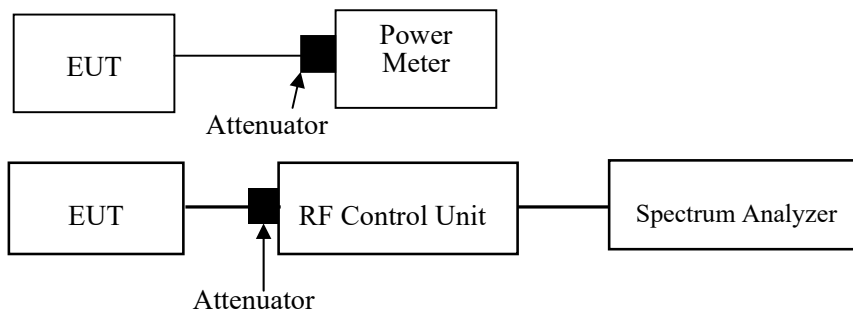 EUT
Power
Meter
Attenuator
EUT
RF Control Unit
Spectrum Analyzer
Attenuator